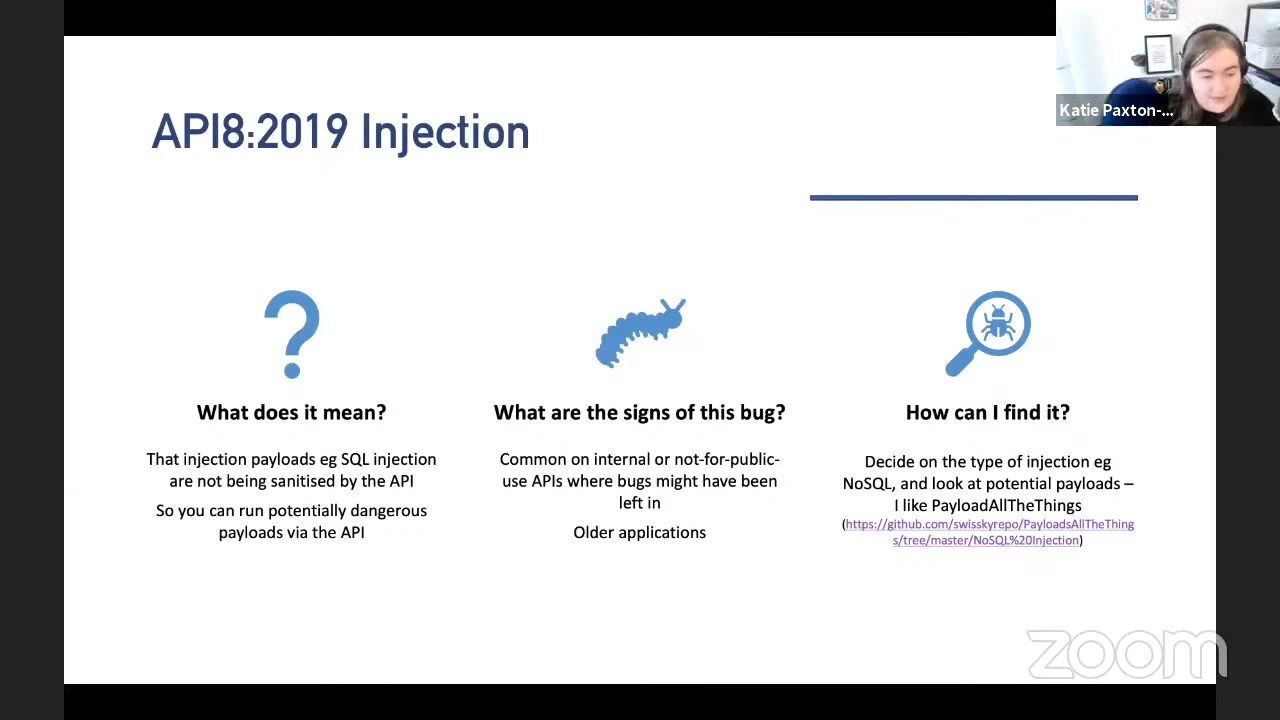 API8:2019 Injection
Katie Paxton-...
What does it mean?
That injection payloads eg SQL injection
are not being sanitised by the API
So you can run potentially dangerous
payloads via the API
What are the signs of this bug?
Common on internal or not-for-public-
use APIs where bugs might have been
left in
Older applications
How can I find it?
Decide on the type of injection eg
NoSQL, and look at potential payloads –
I like PayloadAllTheThings
(https://github.com/swisskyrepo/PayloadsAllTheThing
s/tree/master/NoSQL%20Injection)
zoom